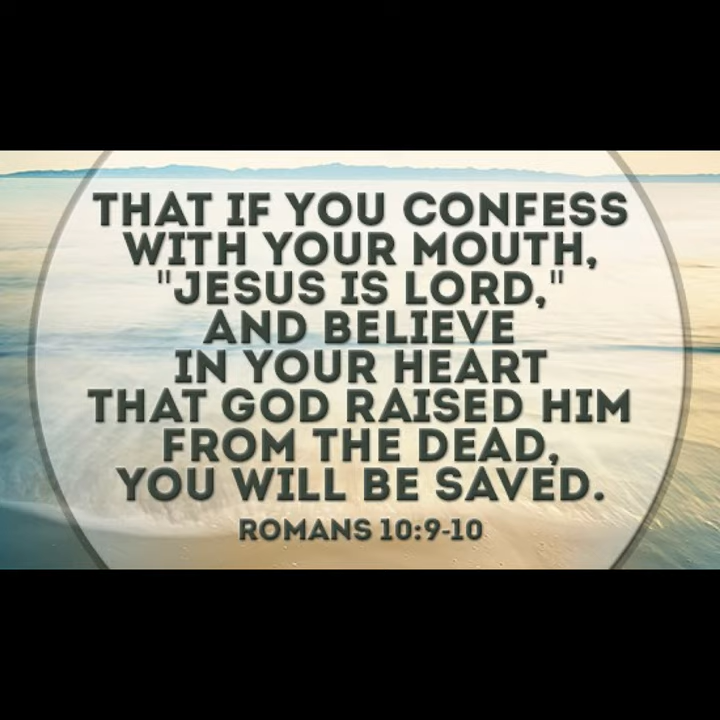 THAT IF YOU CONFESS
WITH YOUR MOUTH,
"JESUS IS LORD,"
AND BELIEVE
IN YOUR HEART
THAT GOD RAISED HIM
FROM THE DEAD,
YOU WILL BE SAVED.
ROMANS 10:9-10